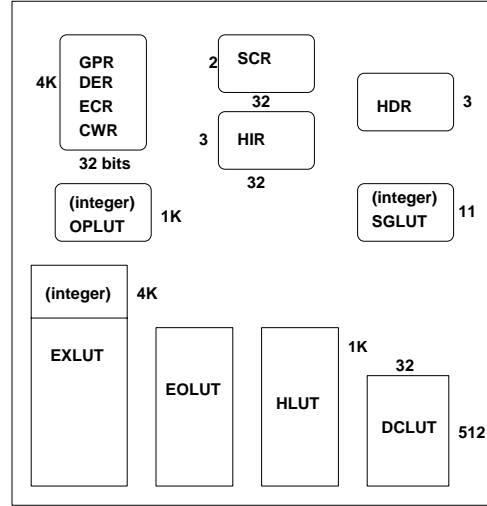 GPR
DER
ECR
CWR
4K
32 bits
2
SCR
32
3
HIR
32
HDR
3
(integer)
OPLUT
1K
(integer)
SGLUT
11
(integer)
4K
EXLUT
EOLUT
HLUT
1K
32
DCLUT
512